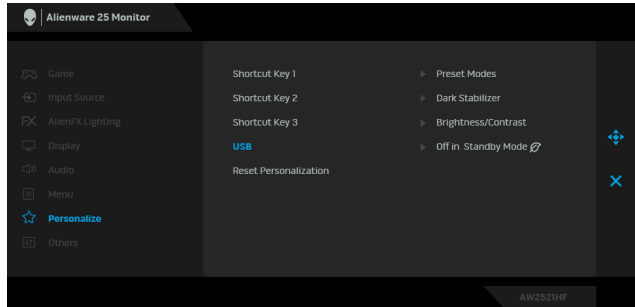 Alienware 25 Monitor
Game
Input Source
AlienFX Lighting
Display
Audio
Menu
Personalize
Others
Shortcut Key 1 Preset Modes
Shortcut Key 2 Dark Stabilizer
Shortcut Key 3 Brightness/Contrast
USB Off in Standby Mode
Reset Personalization
AW2521HF